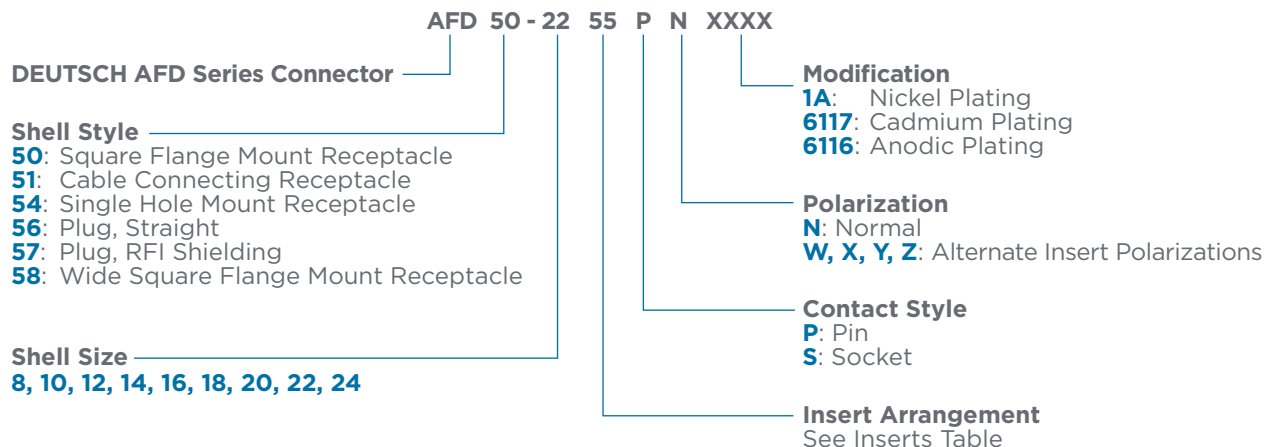 AFD 50 - 22 55 P N XXXX
DEUTSCH AFD Series Connector
Shell Style
50: Square Flange Mount Receptacle
51: Cable Connecting Receptacle
54: Single Hole Mount Receptacle
56: Plug, Straight
57: Plug, RFI Shielding
58: Wide Square Flange Mount Receptacle
Shell Size
8, 10, 12, 14, 16, 18, 20, 22, 24
Modification
1A: Nickel Plating
6117: Cadmium Plating
6116: Anodic Plating
Polarization
N: Normal
W, X, Y, Z: Alternate Insert Polarizations
Contact Style
P: Pin
S: Socket
Insert Arrangement
See Inserts Table